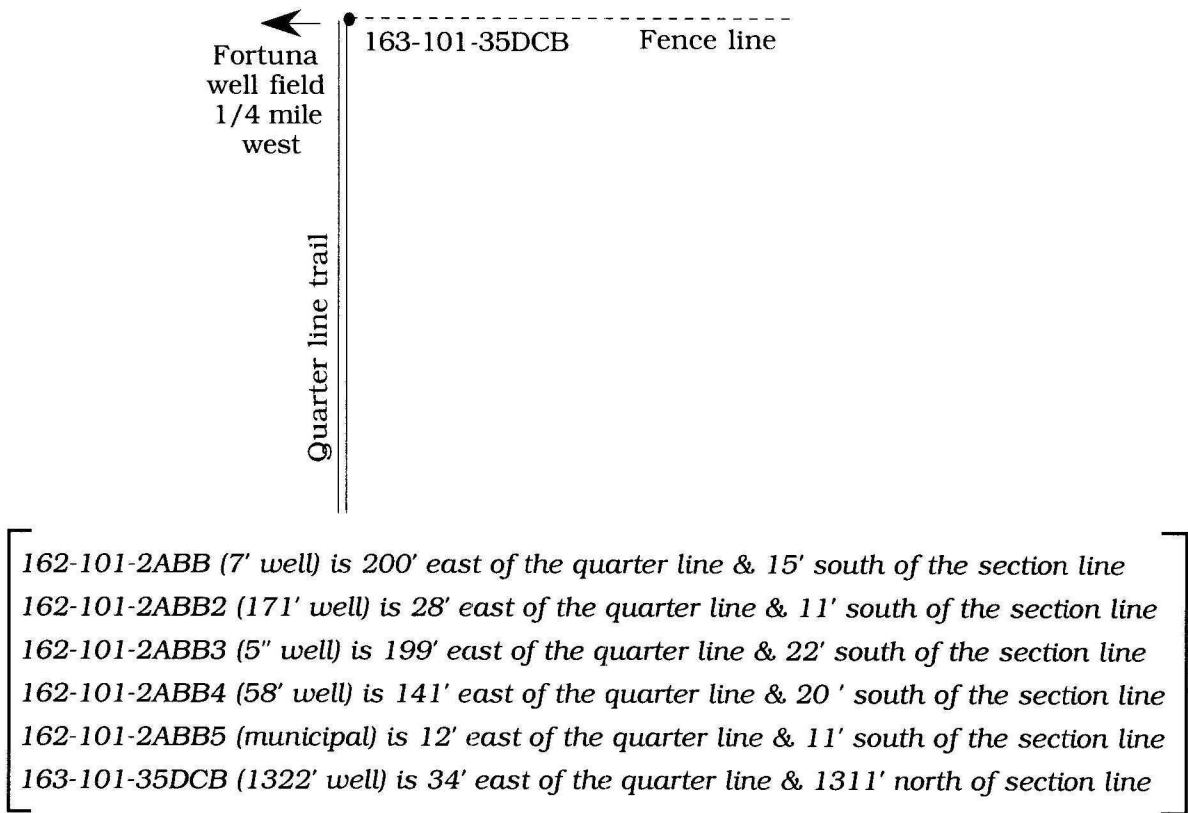 163-101-35DCB
Fence line
Fortuna
well field
1/4 mile
west
Quarter line trail
162-101-2ABB (7' well) is 200' east of the quarter line & 15' south of the section line
162-101-2ABB2 (171' well) is 28' east of the quarter line & 11' south of the section line
162-101-2ABB3 (5" well) is 199' east of the quarter line & 22' south of the section line
162-101-2ABB4 (58' well) is 141' east of the quarter line & 20 ' south of the section line
162-101-2ABB5 (municipal) is 12' east of the quarter line & 11' south of the section line
163-101-35DCB (1322' well) is 34' east of the quarter line & 1311' north of section line